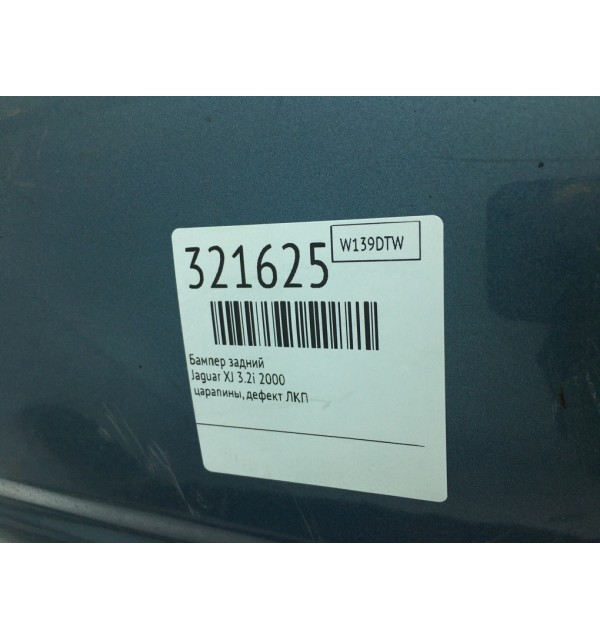 321625
W139DTW
Бампер задний
Jaguar XJ 3.2i 2000
царапины, дефект ЛКП